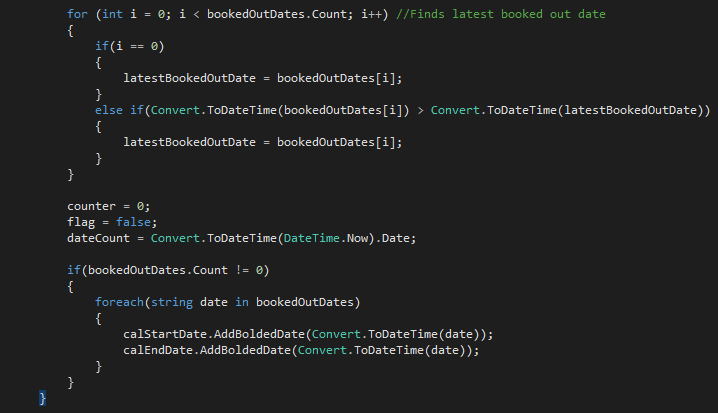 for (int i = 0; i < bookedOutDates.Count; i++) //Finds latest booked out date
{
if(i == 0)
{
latestBookedOutDate = bookedOutDates[i];
}
else if(Convert.ToDateTime(bookedOutDates[i]) > Convert.ToDateTime(latestBookedOutDate))
{
latestBookedOutDate = bookedOutDates[i];
}
}
counter = 0;
flag = false;
dateCount = Convert.ToDateTime(DateTime.Now).Date;
if(bookedOutDates.Count != 0)
{
foreach(string date in bookedOutDates)
{
calStartDate.AddBoldedDate(Convert.ToDateTime(date));
calEndDate.AddBoldedDate(Convert.ToDateTime(date));
}
}
}